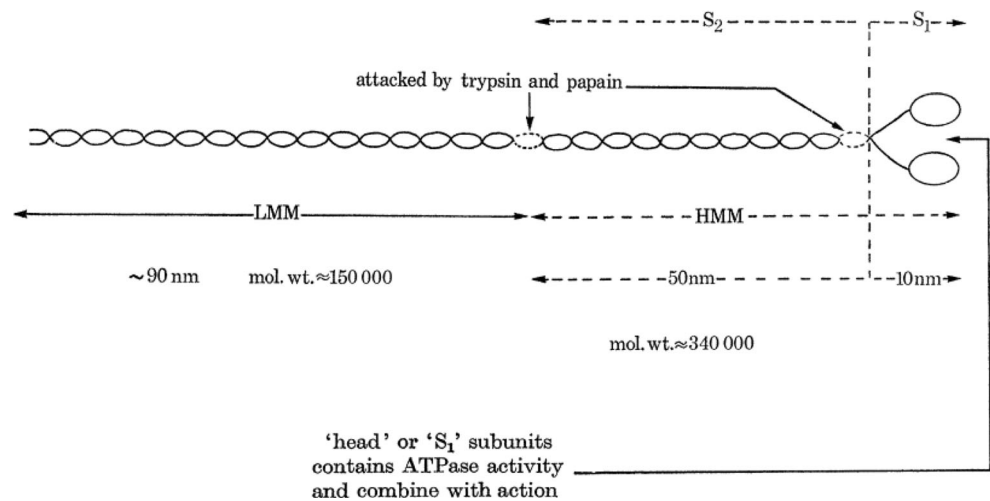 S₂ S₁
attacked by trypsin and papain
LMM HMM
~90 nm mol. wt.≈150 000 50nm 10nm
mol. wt.≈340 000
‘head’ or ‘S₁’ subunits
contains ATPase activity
and combine with action